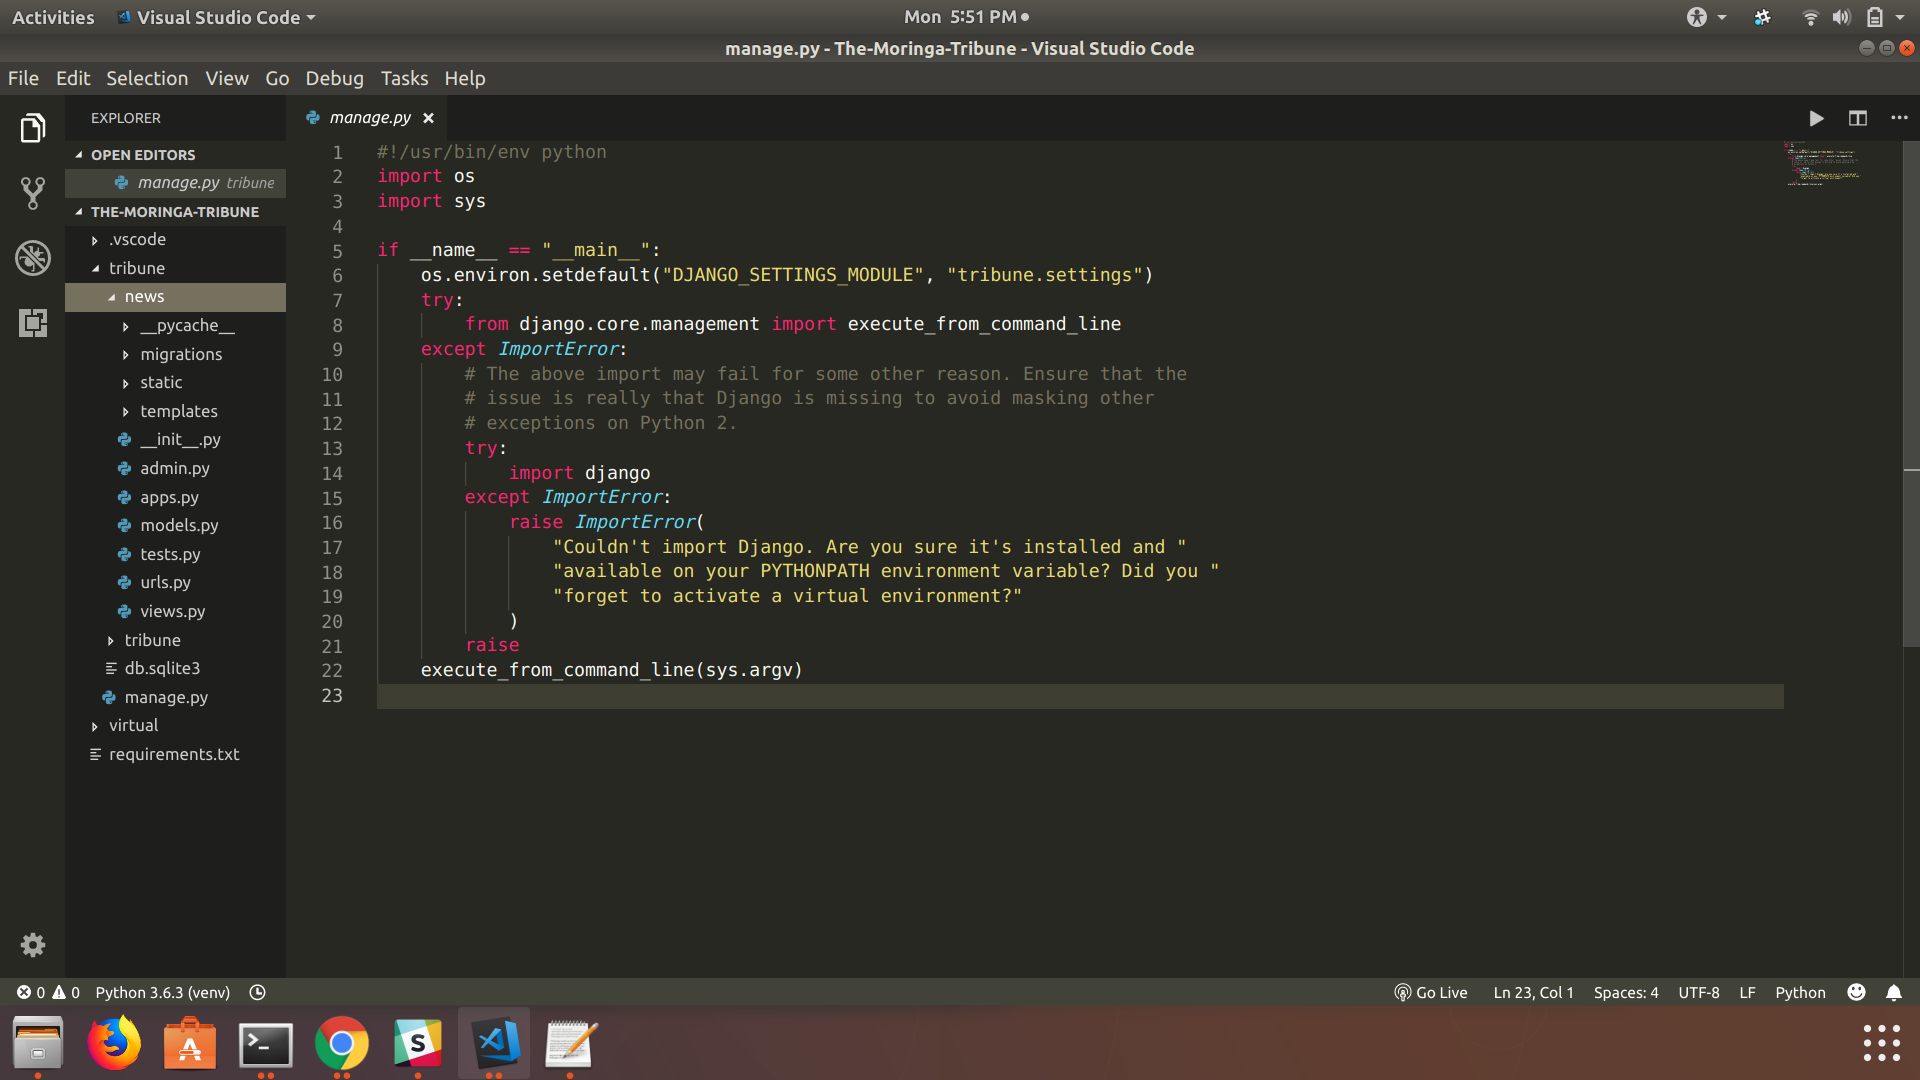 Activities Visual Studio Code Mon 5:51 PM
manage.py - The-Moringa-Tribune - Visual Studio Code
File Edit Selection View Go Debug Tasks Help
EXPLORER
OPEN EDITORS
manage.py tribune
THE-MORINGA-TRIBUNE
.vscode
tribune
news
__pycache__
migrations
static
templates
__init__.py
admin.py
apps.py
models.py
tests.py
urls.py
views.py
tribune
db.sqlite3
manage.py
virtual
requirements.txt
manage.py
1 #!/usr/bin/env python
2 import os
3 import sys
4
5 if __name__ == "__main__":
6     os.environ.setdefault("DJANGO_SETTINGS_MODULE", "tribune.settings")
7     try:
8         from django.core.management import execute_from_command_line
9     except ImportError:
10         # The above import may fail for some other reason. Ensure that the
11         # issue is really that Django is missing to avoid masking other
12         # exceptions on Python 2.
13         try:
14             import django
15         except ImportError:
16             raise ImportError(
17                 "Couldn't import Django. Are you sure it's installed and "
18                 "available on your PYTHONPATH environment variable? Did you "
19                 "forget to activate a virtual environment?"
20             )
21         raise
22     execute_from_command_line(sys.argv)
23
0 0 Python 3.6.3 (venv) Go Live Ln 23, Col 1 Spaces: 4 UTF-8 LF Python